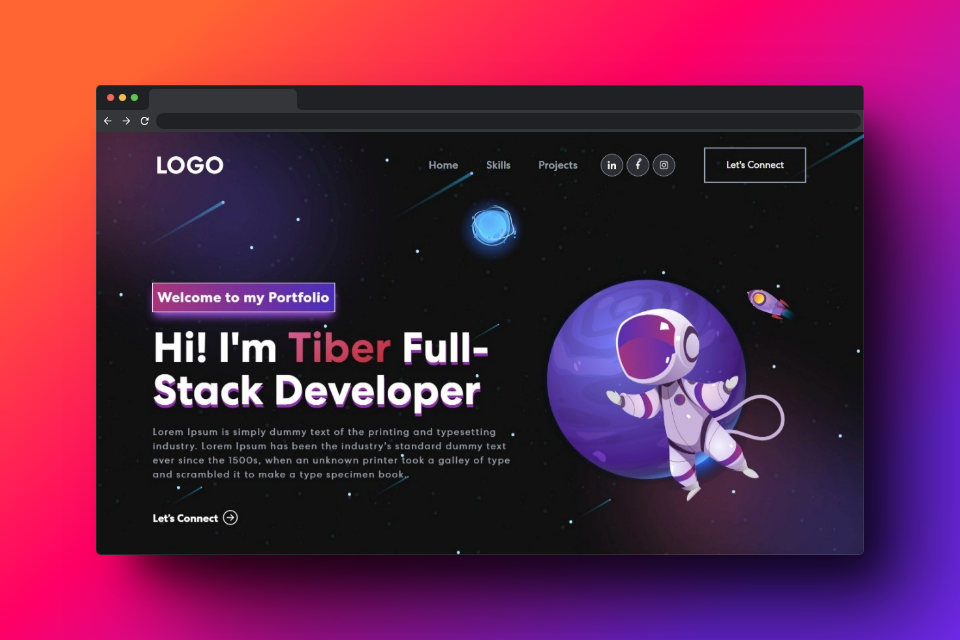 LOGO
Home Skills Projects
Let's Connect
Welcome to my Portfolio
Hi! I'm Tiber Full-
Stack Developer
Lorem Ipsum is simply dummy text of the printing and typesetting
industry. Lorem Ipsum has been the industry's standard dummy text
ever since the 1500s, when an unknown printer took a galley of type
and scrambled it to make a type specimen book.
Let's Connect